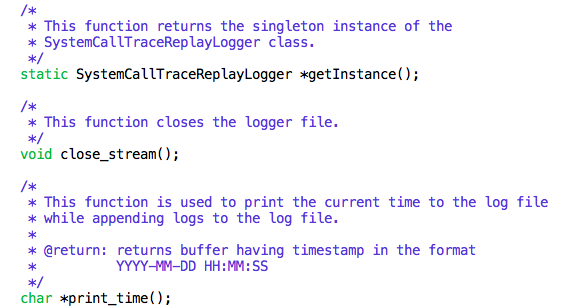 /*
 * This function returns the singleton instance of the
 * SystemCallTraceReplayLogger class.
 */
static SystemCallTraceReplayLogger *getInstance();

/*
 * This function closes the logger file.
 */
void close_stream();

/*
 * This function is used to print the current time to the log file
 * while appending logs to the log file.
 *
 * @return: returns buffer having timestamp in the format
 *          YYYY-MM-DD HH:MM:SS
 */
char *print_time();